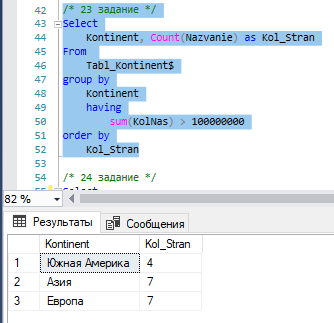 42 /* 23 задание */
43 Select
44 Kontinent, Count(Nazvanie) as Kol_Stran
45 From
46 Tabl_Kontinent$
47 group by
48 Kontinent
49 having
50 sum(KolNas) > 100000000
51 order by
52 Kol_Stran
53
54 /* 24 задание */
82 %
Результаты Сообщения
Kontinent Kol_Stran
1 Южная Америка 4
2 Азия 7
3 Европа 7